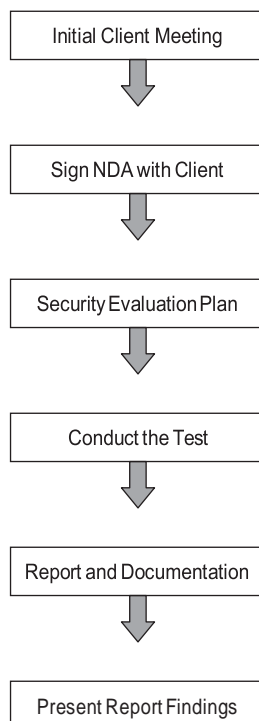 Initial Client Meeting
Sign NDA with Client
Security Evaluation Plan
Conduct the Test
Report and Documentation
Present Report Findings